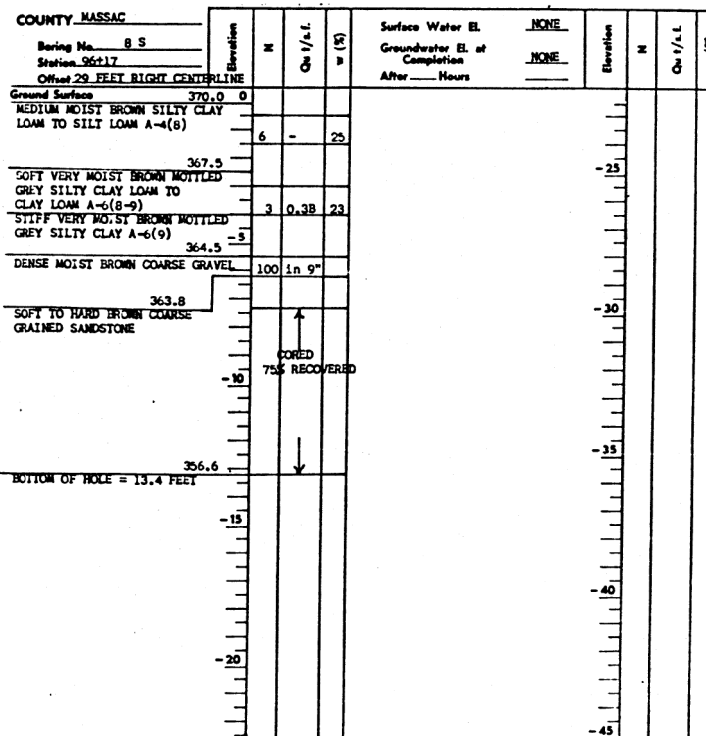 COUNTY MASSAC
Boring No. 8 S
Station 96+17
Offset 29 FEET RIGHT CENTERLINE
Elevation
N
Qu t/s.f.
w (%)
Surface Water El. NONE
Groundwater El. at
Completion NONE
After Hours
Elevation
N
Qu t/s.f.
Ground Surface 370.0 0
MEDIUM MOIST BROWN SILTY CLAY
LOAM TO SILT LOAM A-4(8)
6 - 25
367.5
SOFT VERY MOIST BROWN MOTTLED
GREY SILTY CLAY LOAM TO
CLAY LOAM A-6(8-9)
3 0.3B 23
STIFF VERY MOIST BROWN MOTTLED
GREY SILTY CLAY A-6(9)
-5
364.5
DENSE MOIST BROWN COARSE GRAVEL
100 in 9"
363.8
SOFT TO HARD BROWN COARSE
GRAINED SANDSTONE
CORED
75% RECOVERED
-10
356.6
BOTTOM OF HOLE = 13.4 FEET
-15
-20
-25
-30
-35
-40
-45